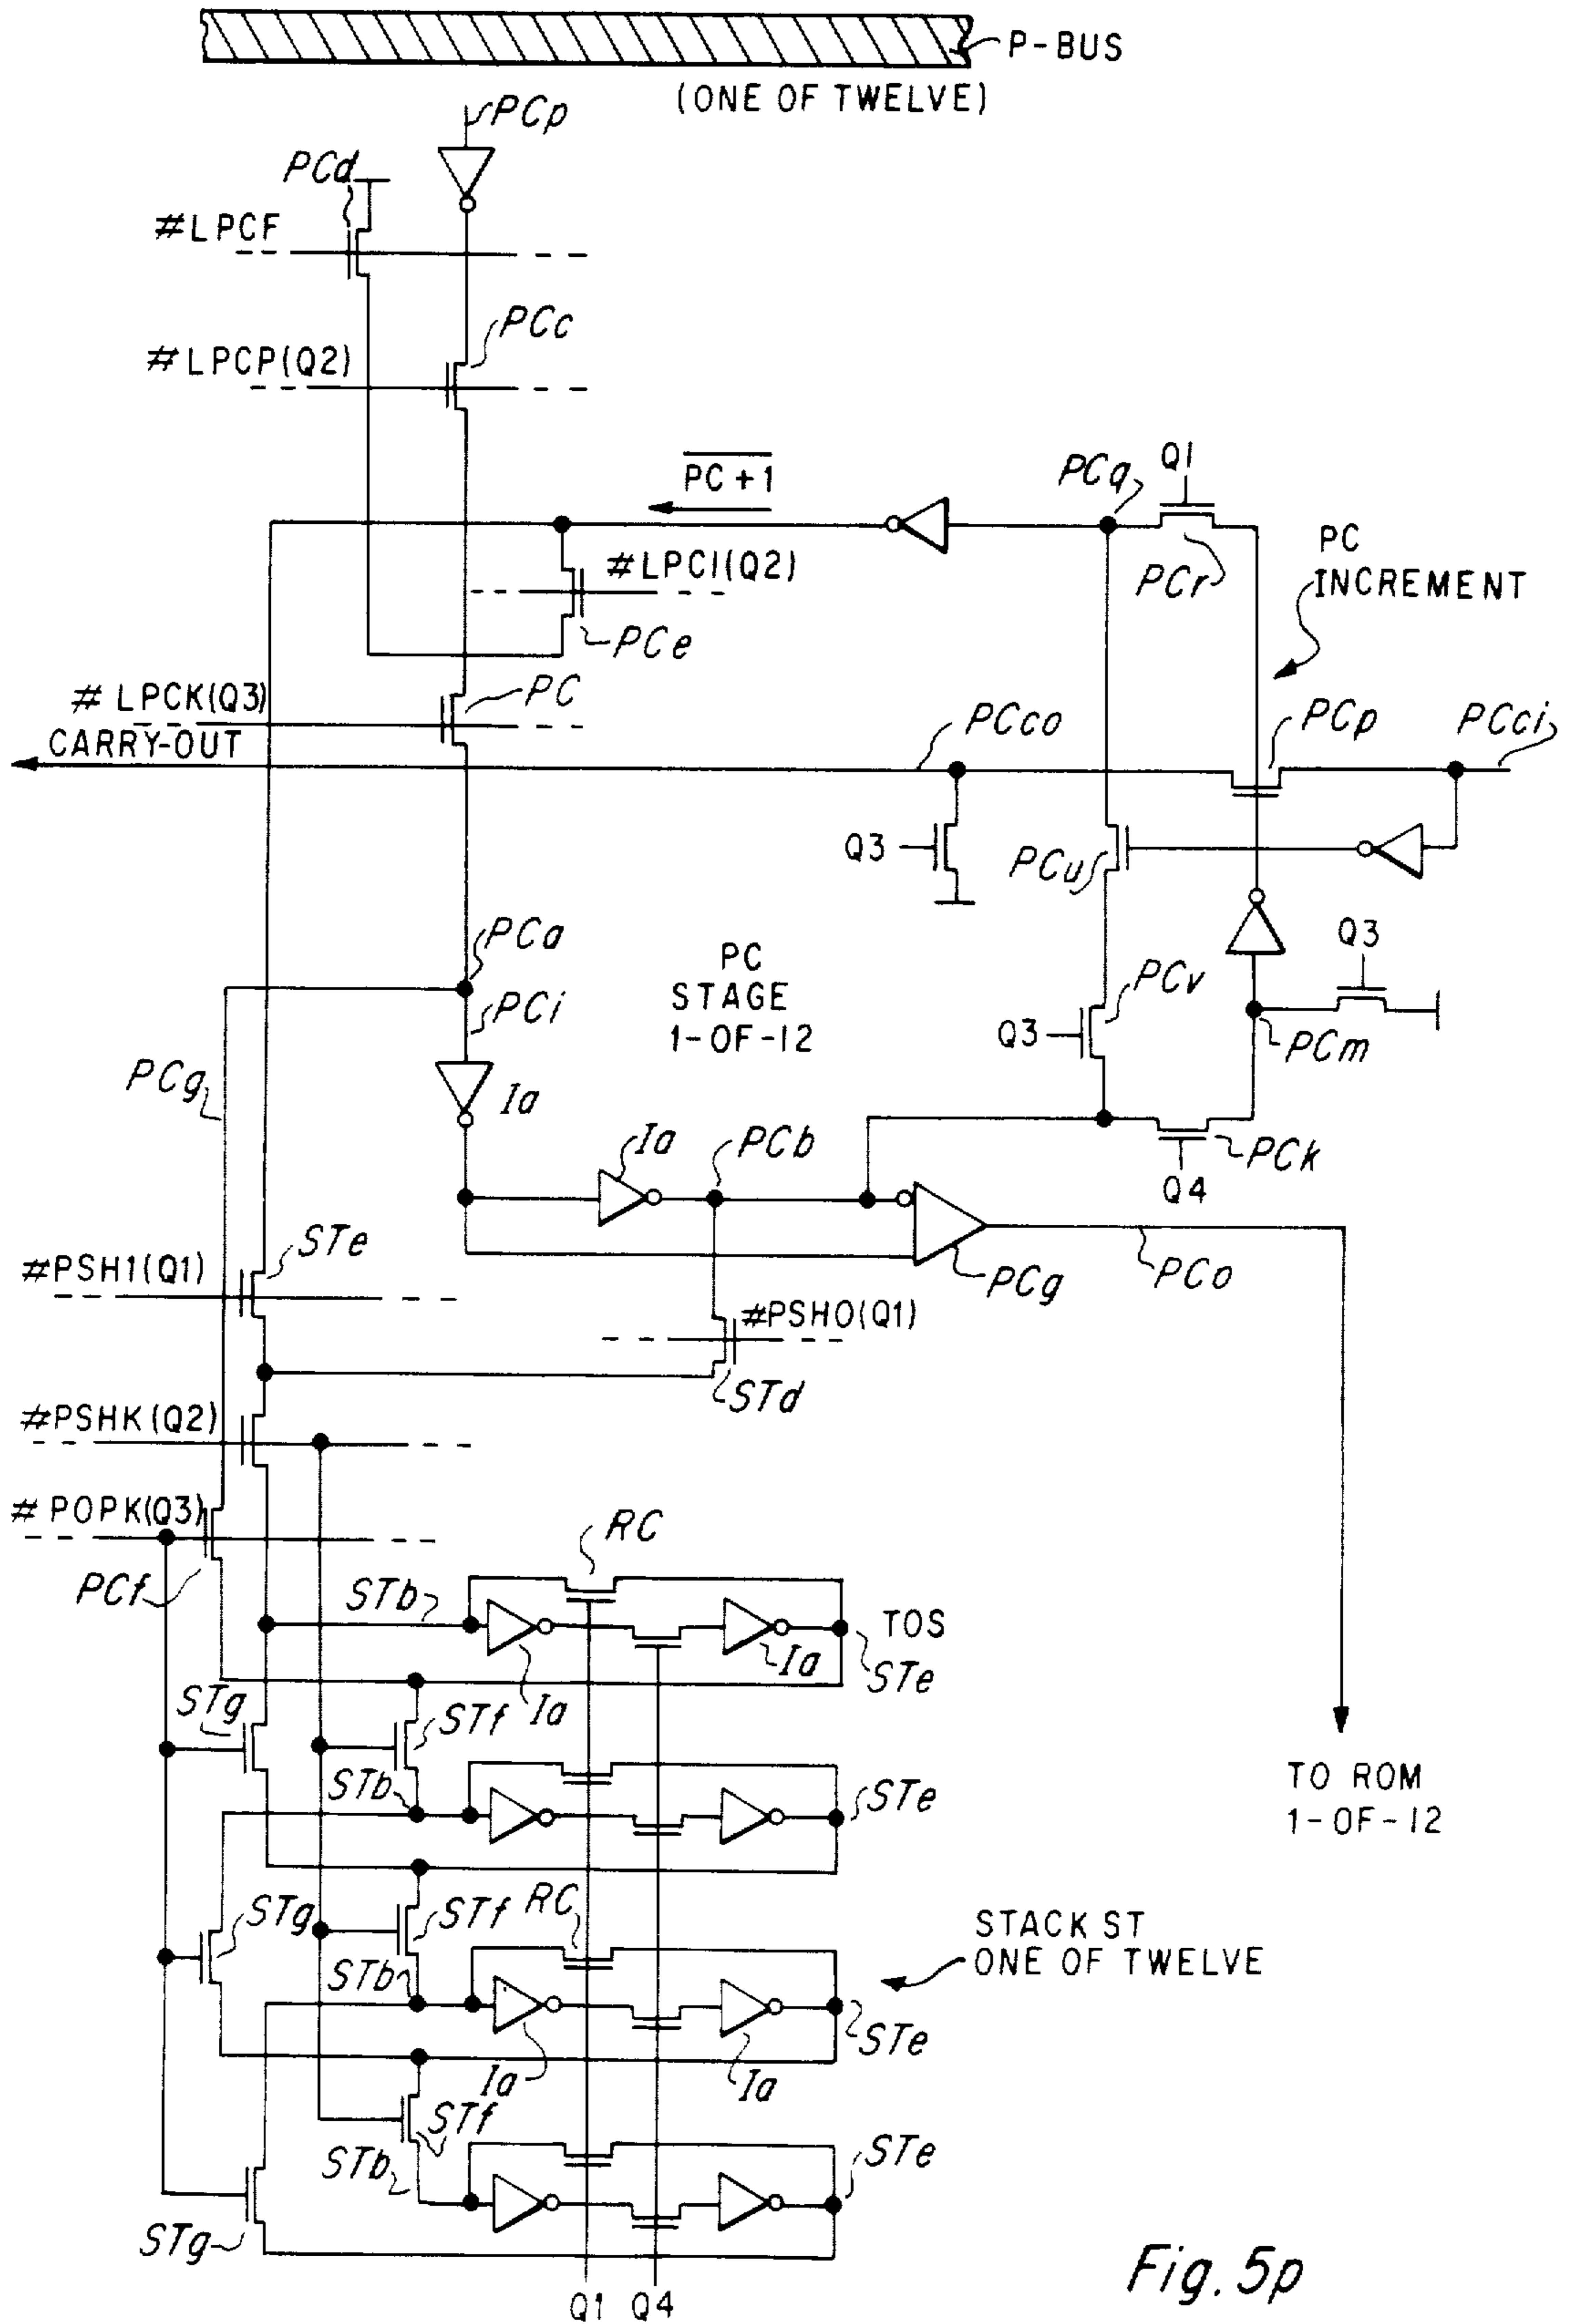 P-BUS
(ONE OF TWELVE)
PCp
PCd
#LPCF
PCc
#LPCP(Q2)
PC+1
PCq
Q1
PCr
PC
INCREMENT
#LPCI(Q2)
PCe
# LPCK(Q3)
PC
CARRY-OUT
PCco
PCp
PCci
Q3
PCu
PCa
PCi
PC
STAGE
1-OF-12
PCv
Q3
Q3
PCm
PCg
Ia
Ia
PCb
PCk
Q4
STe
#PSH1(Q1)
PCg
PCo
#PSHO(Q1)
STd
#PSHK(Q2)
# POPK(Q3)
PCf
RC
STb
TOS
Ia
Ia
STe
STg
STf
STb
STe
TO ROM
1-OF-12
STg
STf
RC
STb
STACK ST
ONE OF TWELVE
STe
Ia
Ia
STf
STb
STe
STg
Q1 Q4
Fig. 5p